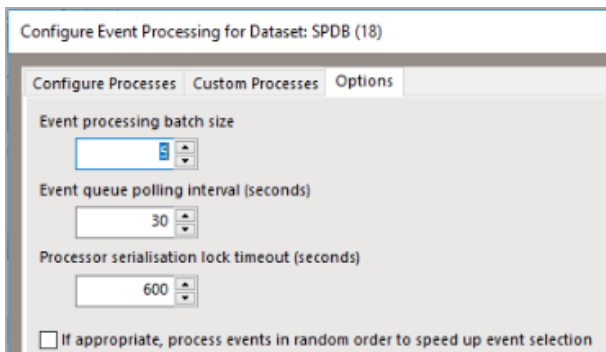 Configure Event Processing for Dataset: SPDB (18)
Configure Processes Custom Processes Options
Event processing batch size
5
Event queue polling interval (seconds)
30
Processor serialisation lock timeout (seconds)
600
If appropriate, process events in random order to speed up event selection